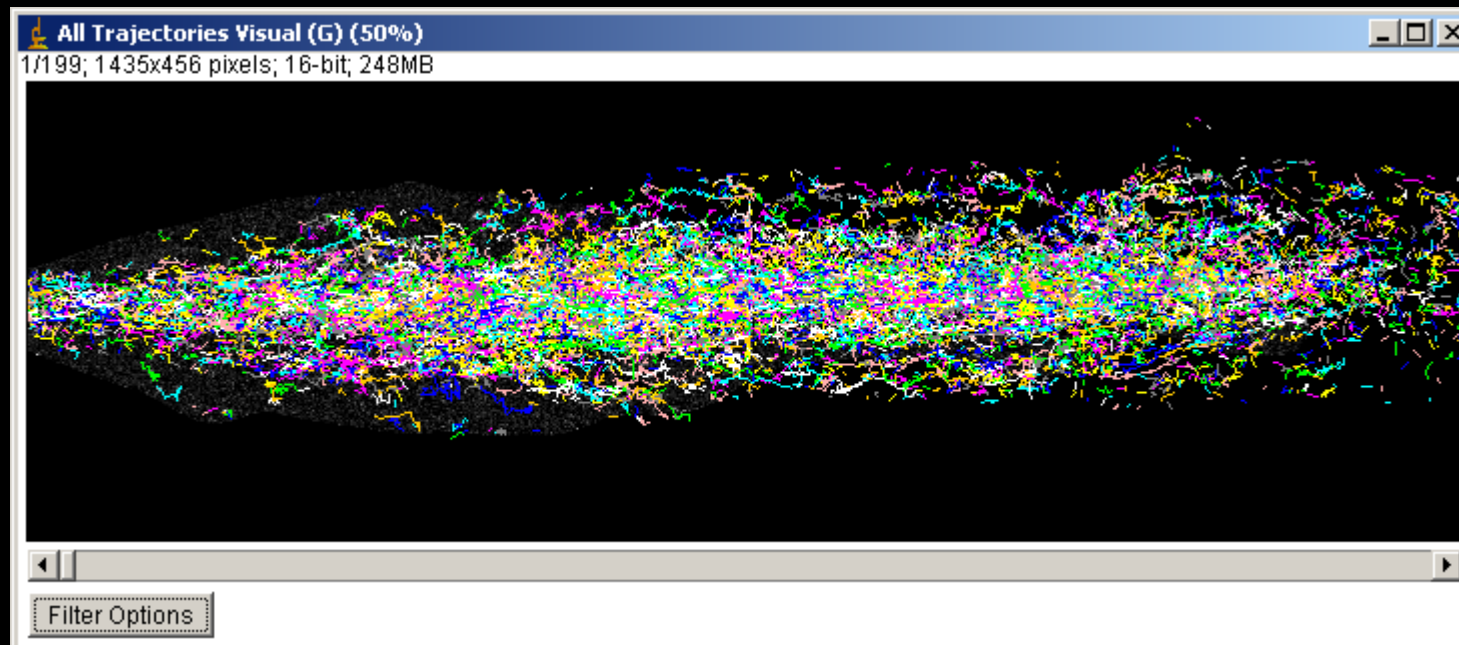 All Trajectories Visual (G) (50%)
1/199; 1435x456 pixels; 16-bit; 248MB
Filter Options